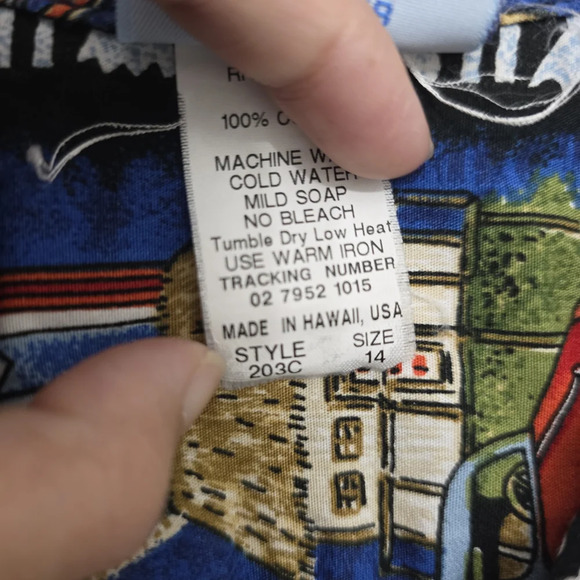 100%
MACHINE
COLD WATER
MILD SOAP
NO BLEACH
Tumble Dry Low Heat
USE WARM IRON
TRACKING NUMBER
02 7952 1015
MADE IN HAWAII, USA
STYLE SIZE
203C 14